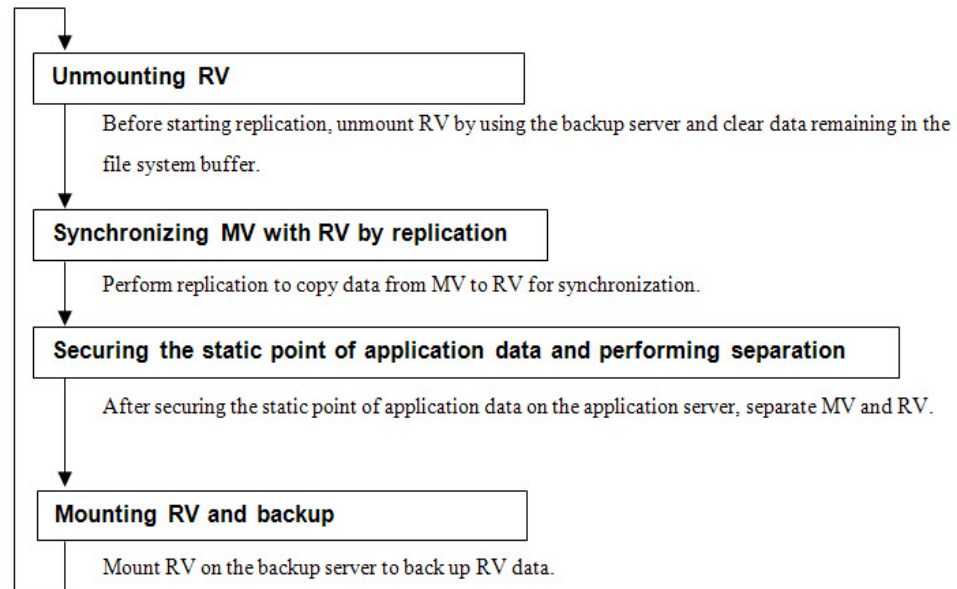 Unmounting RV
Before starting replication, unmount RV by using the backup server and clear data remaining in the
file system buffer.
Synchronizing MV with RV by replication
Perform replication to copy data from MV to RV for synchronization.
Securing the static point of application data and performing separation
After securing the static point of application data on the application server, separate MV and RV.
Mounting RV and backup
Mount RV on the backup server to back up RV data.